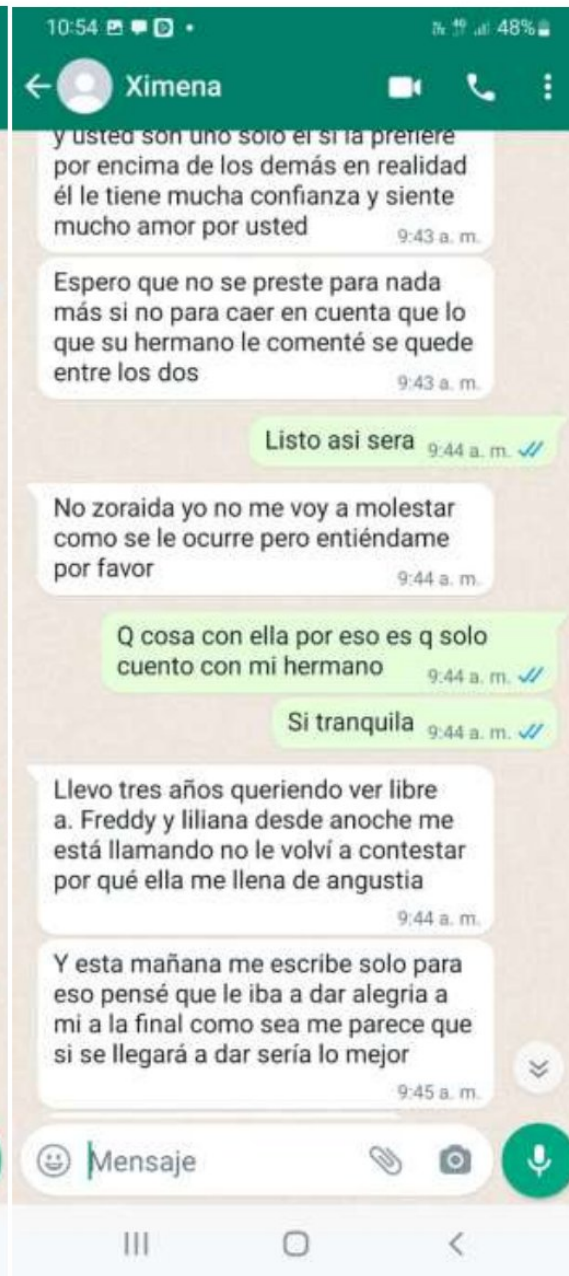 10:54
48%
Ximena
y usted son uno solo el si la prefiere
por encima de los demás en realidad
él le tiene mucha confianza y siente
mucho amor por usted
9:43 a. m.
Espero que no se preste para nada
más si no para caer en cuenta que lo
que su hermano le comenté se quede
entre los dos
9:43 a. m.
Listo asi sera 9:44 a. m.
No zoraida yo no me voy a molestar
como se le ocurre pero entiéndame
por favor
9:44 a. m.
Q cosa con ella por eso es q solo
cuento con mi hermano 9:44 a. m.
Si tranquila 9:44 a. m.
Llevo tres años queriendo ver libre
a. Freddy y liliana desde anoche me
está llamando no le volví a contestar
por qué ella me llena de angustia
9:44 a. m.
Y esta mañana me escribe solo para
eso pensé que le iba a dar alegria a
mi a la final como sea me parece que
si se llegará a dar sería lo mejor
9:45 a. m.
Mensaje